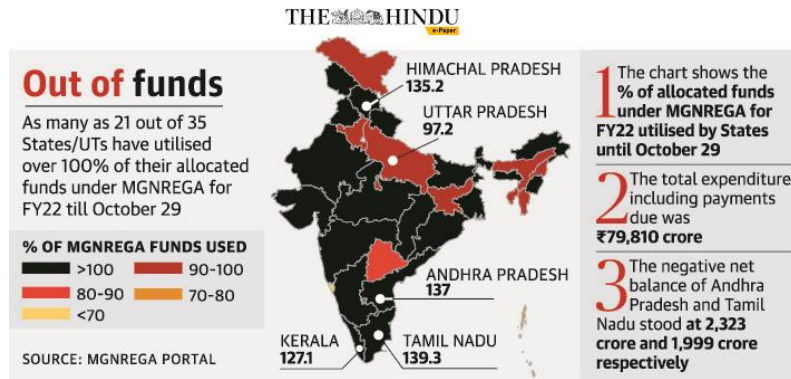 THE HINDU
e-Paper
Out of funds
As many as 21 out of 35
States/UTs have utilised
over 100% of their allocated
funds under MGNREGA for
FY22 till October 29
% OF MGNREGA FUNDS USED
>100
90-100
80-90
70-80
<70
SOURCE: MGNREGA PORTAL
HIMACHAL PRADESH
135.2
UTTAR PRADESH
97.2
ANDHRA PRADESH
137
KERALA
127.1
TAMIL NADU
139.3
1
The chart shows the
% of allocated funds
under MGNREGA for
FY22 utilised by States
until October 29
2
The total expenditure
including payments
due was
₹79,810 crore
3
The negative net
balance of Andhra
Pradesh and Tamil
Nadu stood at 2,323
crore and 1,999 crore
respectively